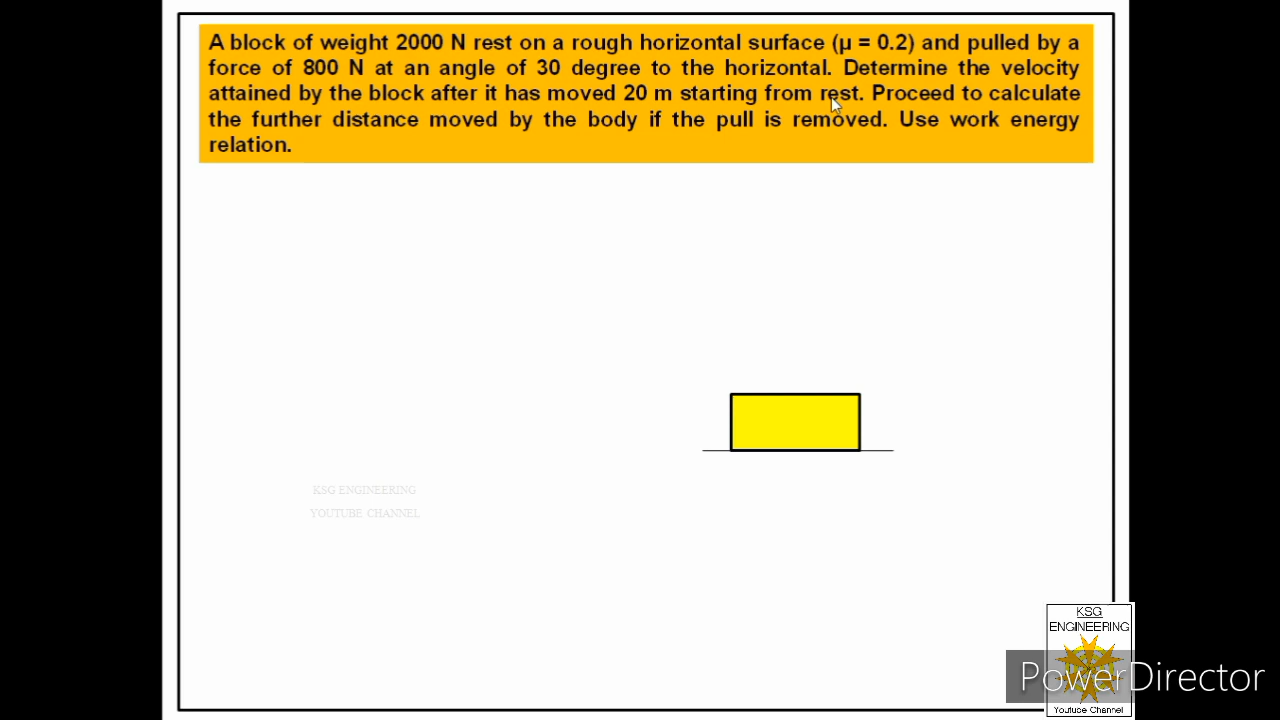 A block of weight 2000 N rest on a rough horizontal surface (μ = 0.2) and pulled by a
force of 800 N at an angle of 30 degree to the horizontal. Determine the velocity
attained by the block after it has moved 20 m starting from rest. Proceed to calculate
the further distance moved by the body if the pull is removed. Use work energy
relation.
KSG ENGINEERING
YOUTUBE CHANNEL
KSG
ENGINEERING
PowerDirector
Youtube Channel